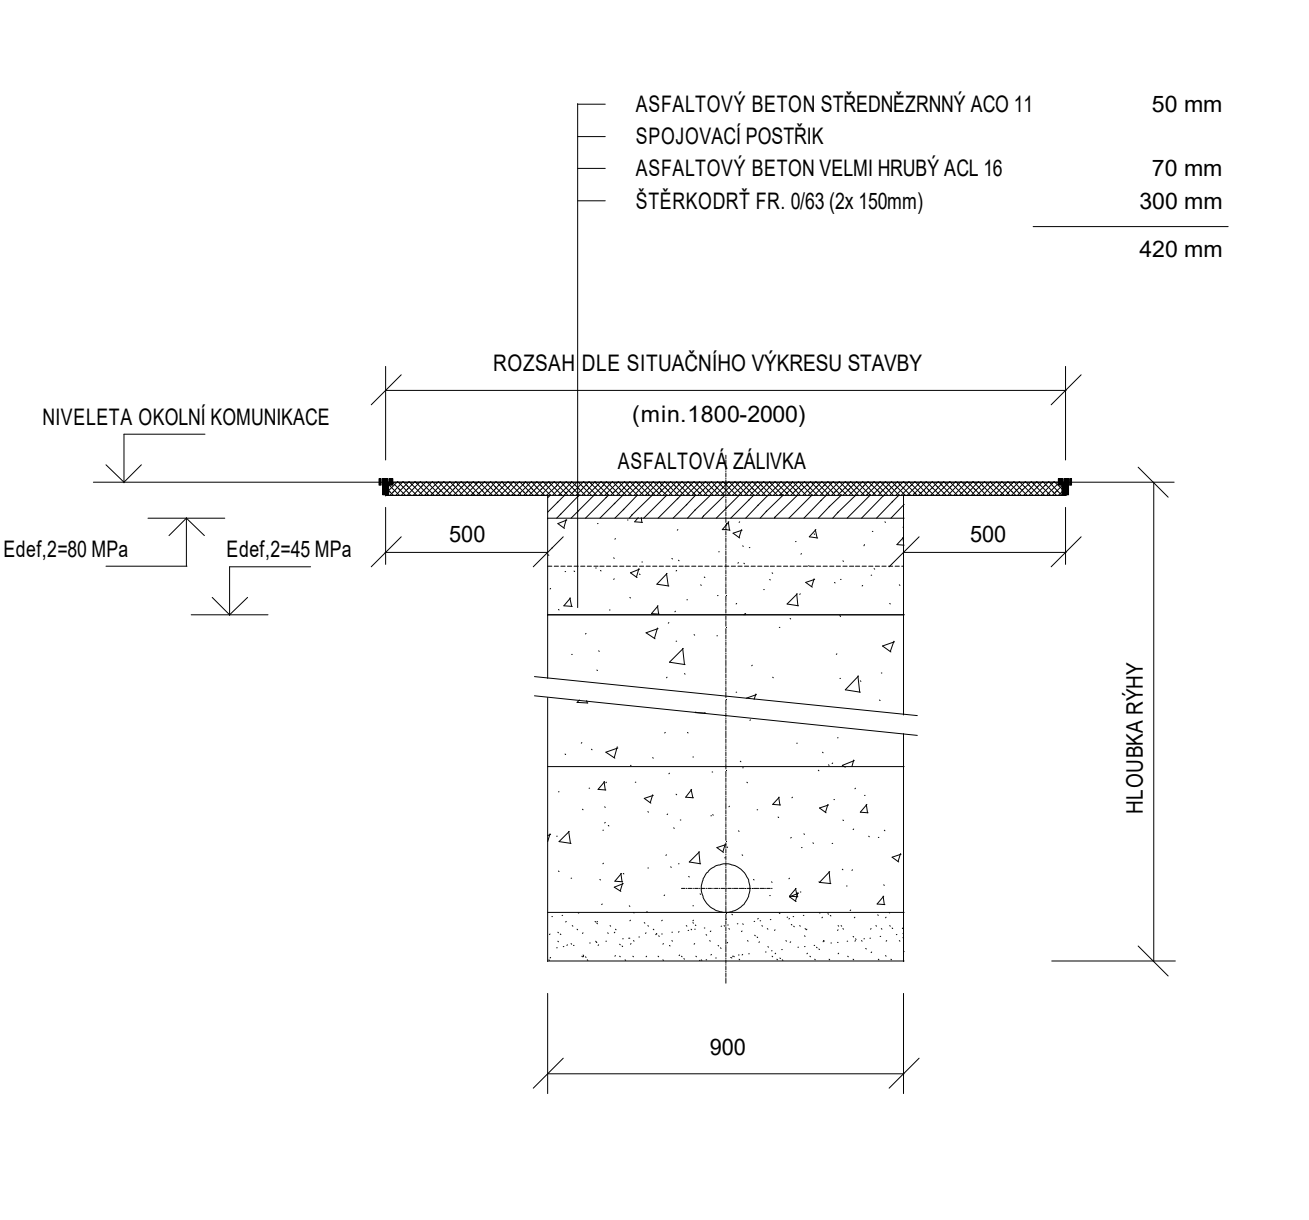 ASFALTOVÝ BETON STŘEDNĚZRNNÝ ACO 11 50 mm
SPOJOVACÍ POSTŘIK
ASFALTOVÝ BETON VELMI HRUBÝ ACL 16 70 mm
ŠTĚRKODRŤ FR. 0/63 (2x 150mm) 300 mm
420 mm
ROZSAH DLE SITUAČNÍHO VÝKRESU STAVBY
(min.1800-2000)
NIVELETA OKOLNÍ KOMUNIKACE
ASFALTOVÁ ZÁLIVKA
500
500
Edef,2=80 MPa
Edef,2=45 MPa
HLOUBKA RÝHY
900